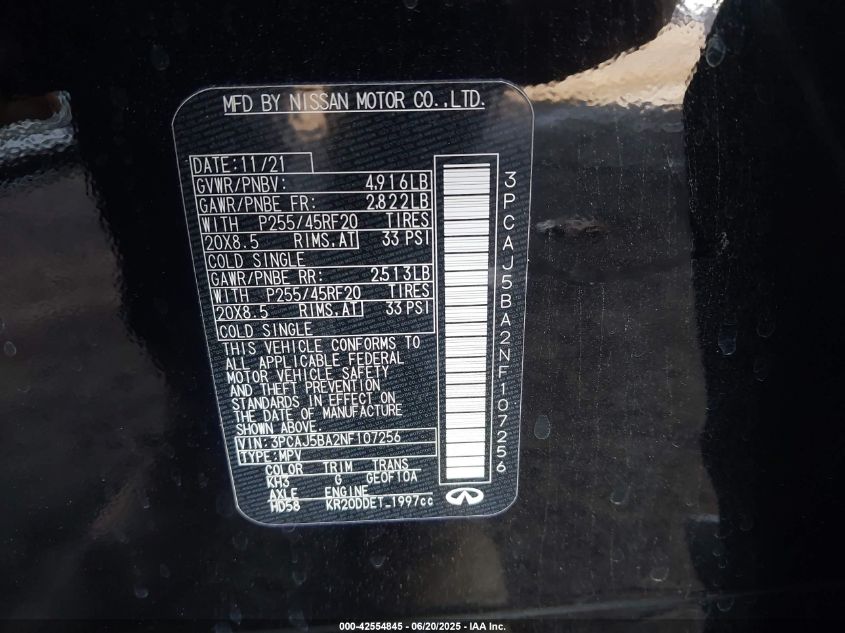 MFD BY NISSAN MOTOR CO.,LTD.
DATE:11/21
GVWR/PNBV: 4,916LB
GAWR/PNBE FR: 2,822LB
WITH P255/45RF20 TIRES
20X8.5 RIMS.AT 33 PSI
COLD SINGLE
GAWR/PNBE RR: 2,513LB
WITH P255/45RF20 TIRES
20X8.5 RIMS.AT 33 PSI
COLD SINGLE
THIS VEHICLE CONFORMS TO
ALL APPLICABLE FEDERAL
MOTOR VEHICLE SAFETY
AND THEFT PREVENTION
STANDARDS IN EFFECT ON
THE DATE OF MANUFACTURE
SHOWN ABOVE.
VIN: 3PCAJ5BA2NF107256
TYPE: MPV
COLOR TRIM TRANS
KH3 G GE0F10A
AXLE ENGINE
HD58 KR20DDET-1997cc
3PCAJ5BA2NF107256
000-42554845 - 06/20/2025 - IAA Inc.